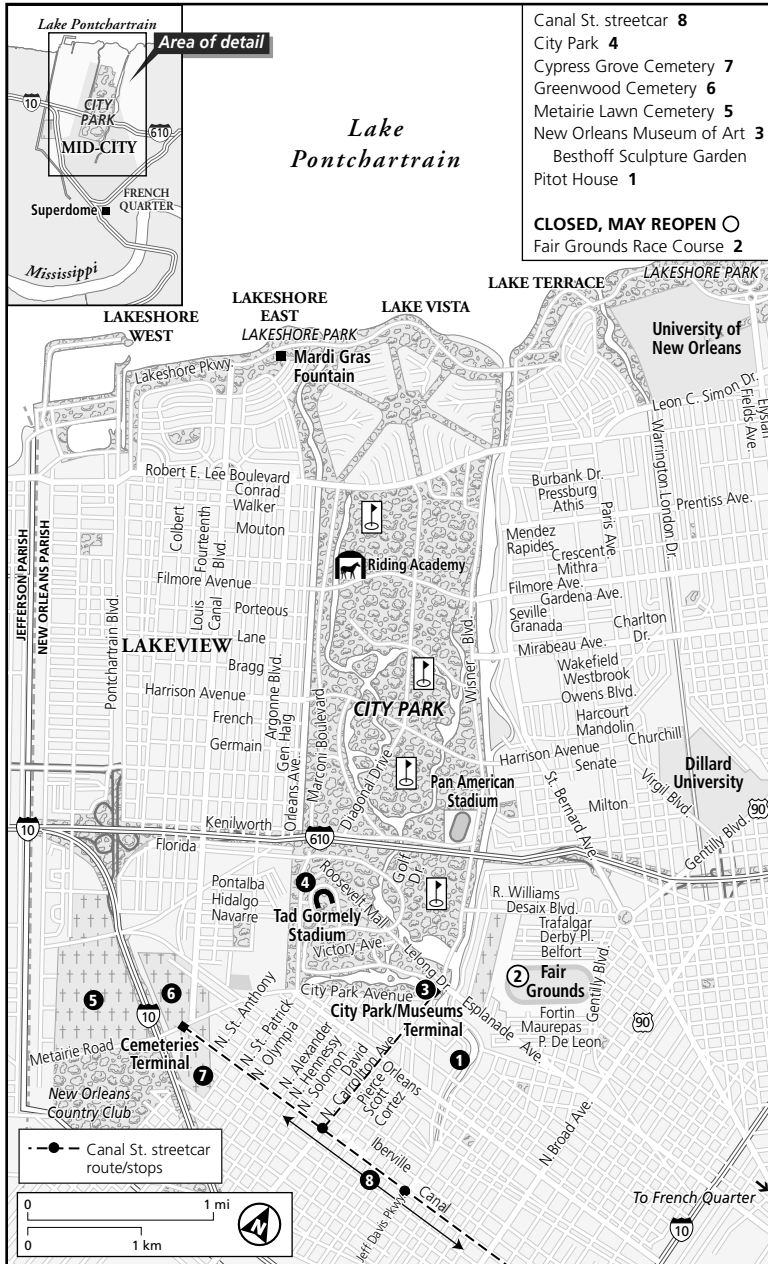 Lake Pontchartrain
Area of detail
10
CITY
PARK
610
MID-CITY
FRENCH
QUARTER
Superdome
Mississippi
Lake
Pontchartrain
Canal St. streetcar 8
City Park 4
Cypress Grove Cemetery 7
Greenwood Cemetery 6
Metairie Lawn Cemetery 5
New Orleans Museum of Art 3
Besthoff Sculpture Garden
Pitot House 1
CLOSED, MAY REOPEN
Fair Grounds Race Course 2
LAKESHORE
WEST
LAKESHORE
EAST
LAKESHORE PARK
LAKE VISTA
LAKE TERRACE
LAKESHORE PARK
University of
New Orleans
Mardi Gras
Fountain
Lakeshore Pkwy.
Leon C. Simon Dr.
Elysian
Fields Ave.
Robert E. Lee Boulevard
Conrad
Walker
Mouton
Colbert
Fourteenth
Blvd.
Filmore Avenue
Louis
Canal
Porteous
Lane
LAKEVIEW
Bragg
Harrison Avenue
French
Germain
Argonne Blvd.
Gen Haig
Orleans Ave.
Marconi Boulevard
Pontchartrain Blvd.
JEFFERSON PARISH
NEW ORLEANS PARISH
Riding Academy
CITY PARK
Diagonal Drive
Wisner Blvd.
Pan American
Stadium
Burbank Dr.
Pressburg
Athis
Paris Ave.
Prentiss Ave.
Warrington
London Dr.
Mendez
Rapides
Crescent
Mithra
Filmore Ave.
Gardena Ave.
Seville
Granada
Charlton
Dr.
Mirabeau Ave.
Wakefield
Westbrook
Owens Blvd.
Harcourt
Mandolin
Churchill
Harrison Avenue
Senate
St. Bernard Ave.
Milton
Virgil Blvd.
Dillard
University
90
Gentilly Blvd.
10
Kenilworth
610
Florida
Pontalba
Hidalgo
Navarre
4
Roosevelt Mall
Golf
Dr.
Tad Gormely
Stadium
Victory Ave.
Lelong Dr.
R. Williams
Desaix Blvd.
Trafalgar
Derby Pl.
Belfort
2
Fair
Grounds
Gentilly Blvd.
Fortin
Maurepas
P. De Leon
90
5
6
10
City Park Avenue
3
City Park/Museums
Terminal
Esplanade Ave.
1
Metairie Road
Cemeteries
Terminal
7
New Orleans
Country Club
N. St. Anthony
N. St. Patrick
N. Olympia
N. Alexander
N. Hennessy
N. Solomon
David
N. Carrollton Ave.
Pierce
Scott
Cortez
Orleans
N. Broad Ave.
Iberville
8
Canal
Jeff Davis Pkwy.
To French Quarter
10
Canal St. streetcar
route/stops
0 1 mi
0 1 km
N